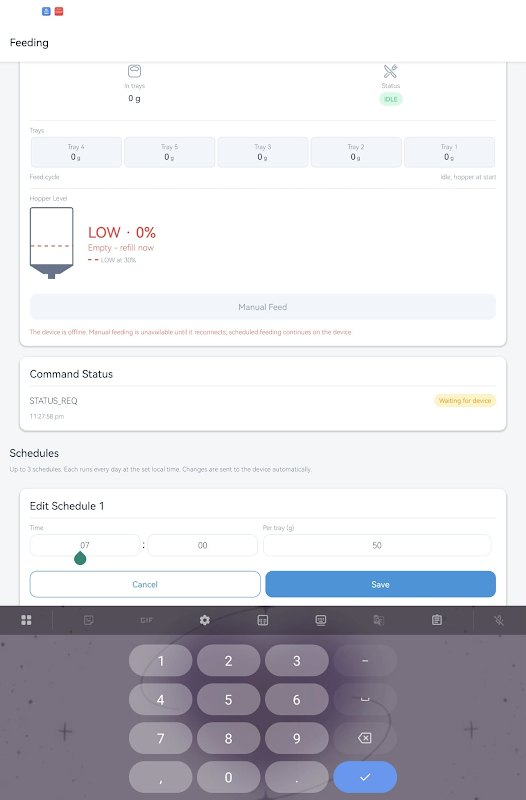 Feeding
In trays
0 g
Status
IDLE
Trays
Tray 4
0 g
Tray 5
0 g
Tray 3
0 g
Tray 2
0 g
Tray 1
0 g
Feed cycle
Idle, hopper at start
Hopper Level
LOW · 0%
Empty - refill now
LOW at 30%
Manual Feed
The device is offline. Manual feeding is unavailable until it reconnects; scheduled feeding continues on the device.
Command Status
STATUS_REQ
Waiting for device
11:27:58 pm
Schedules
Up to 3 schedules. Each runs every day at the set local time. Changes are sent to the device automatically.
Edit Schedule 1
Time
Per tray (g)
07 : 00
50
Cancel
Save
GIF
1 2 3 −
4 5 6
7 8 9
, 0 .